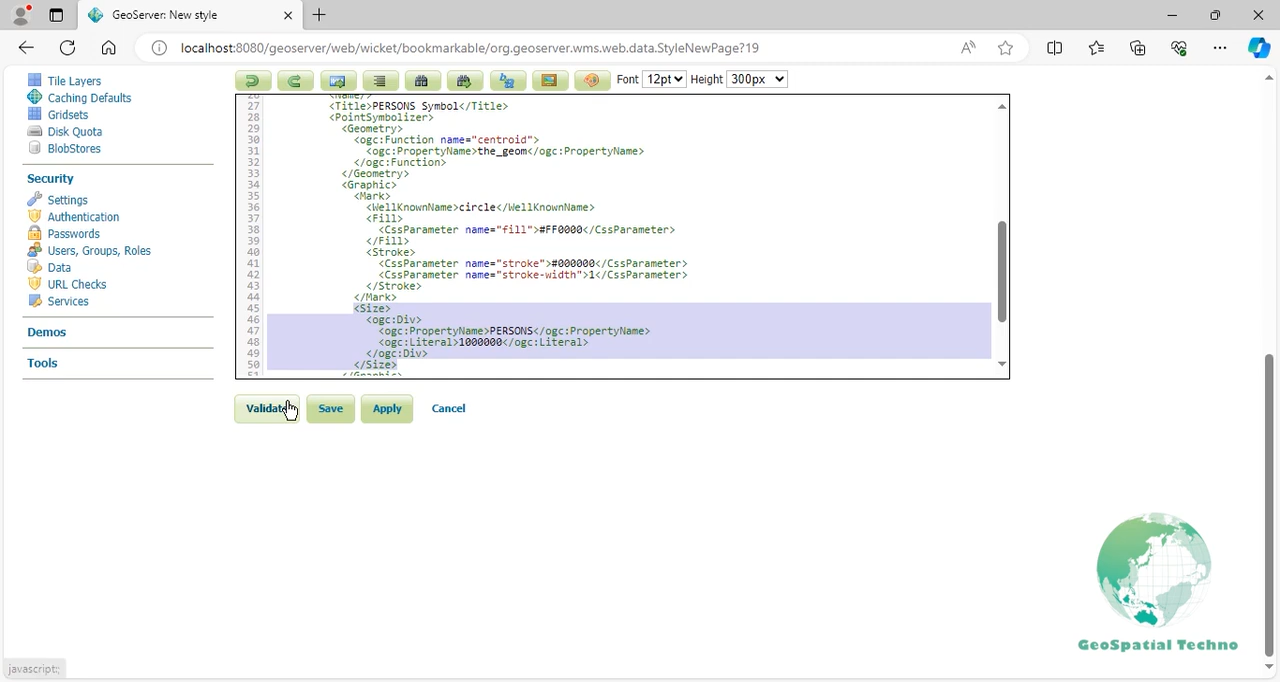 GeoServer: New style
localhost:8080/geoserver/web/wicket/bookmarkable/org.geoserver.wms.web.data.StyleNewPage?19
Tile Layers
Caching Defaults
Gridsets
Disk Quota
BlobStores
Security
Settings
Authentication
Passwords
Users, Groups, Roles
Data
URL Checks
Services
Demos
Tools
Font 12pt Height 300px
27 <Title>PERSONS Symbol</Title>
28 <PointSymbolizer>
29 <Geometry>
30 <ogc:Function name="centroid">
31 <ogc:PropertyName>the_geom</ogc:PropertyName>
32 </ogc:Function>
33 </Geometry>
34 <Graphic>
35 <Mark>
36 <WellKnownName>circle</WellKnownName>
37 <Fill>
38 <CssParameter name="fill">#FF0000</CssParameter>
39 </Fill>
40 <Stroke>
41 <CssParameter name="stroke">#000000</CssParameter>
42 <CssParameter name="stroke-width">1</CssParameter>
43 </Stroke>
44 </Mark>
45 <Size>
46 <ogc:Div>
47 <ogc:PropertyName>PERSONS</ogc:PropertyName>
48 <ogc:Literal>1000000</ogc:Literal>
49 </ogc:Div>
50 </Size>
51 </Graphic>
Validate Save Apply Cancel
GeoSpatial Techno
javascript:;